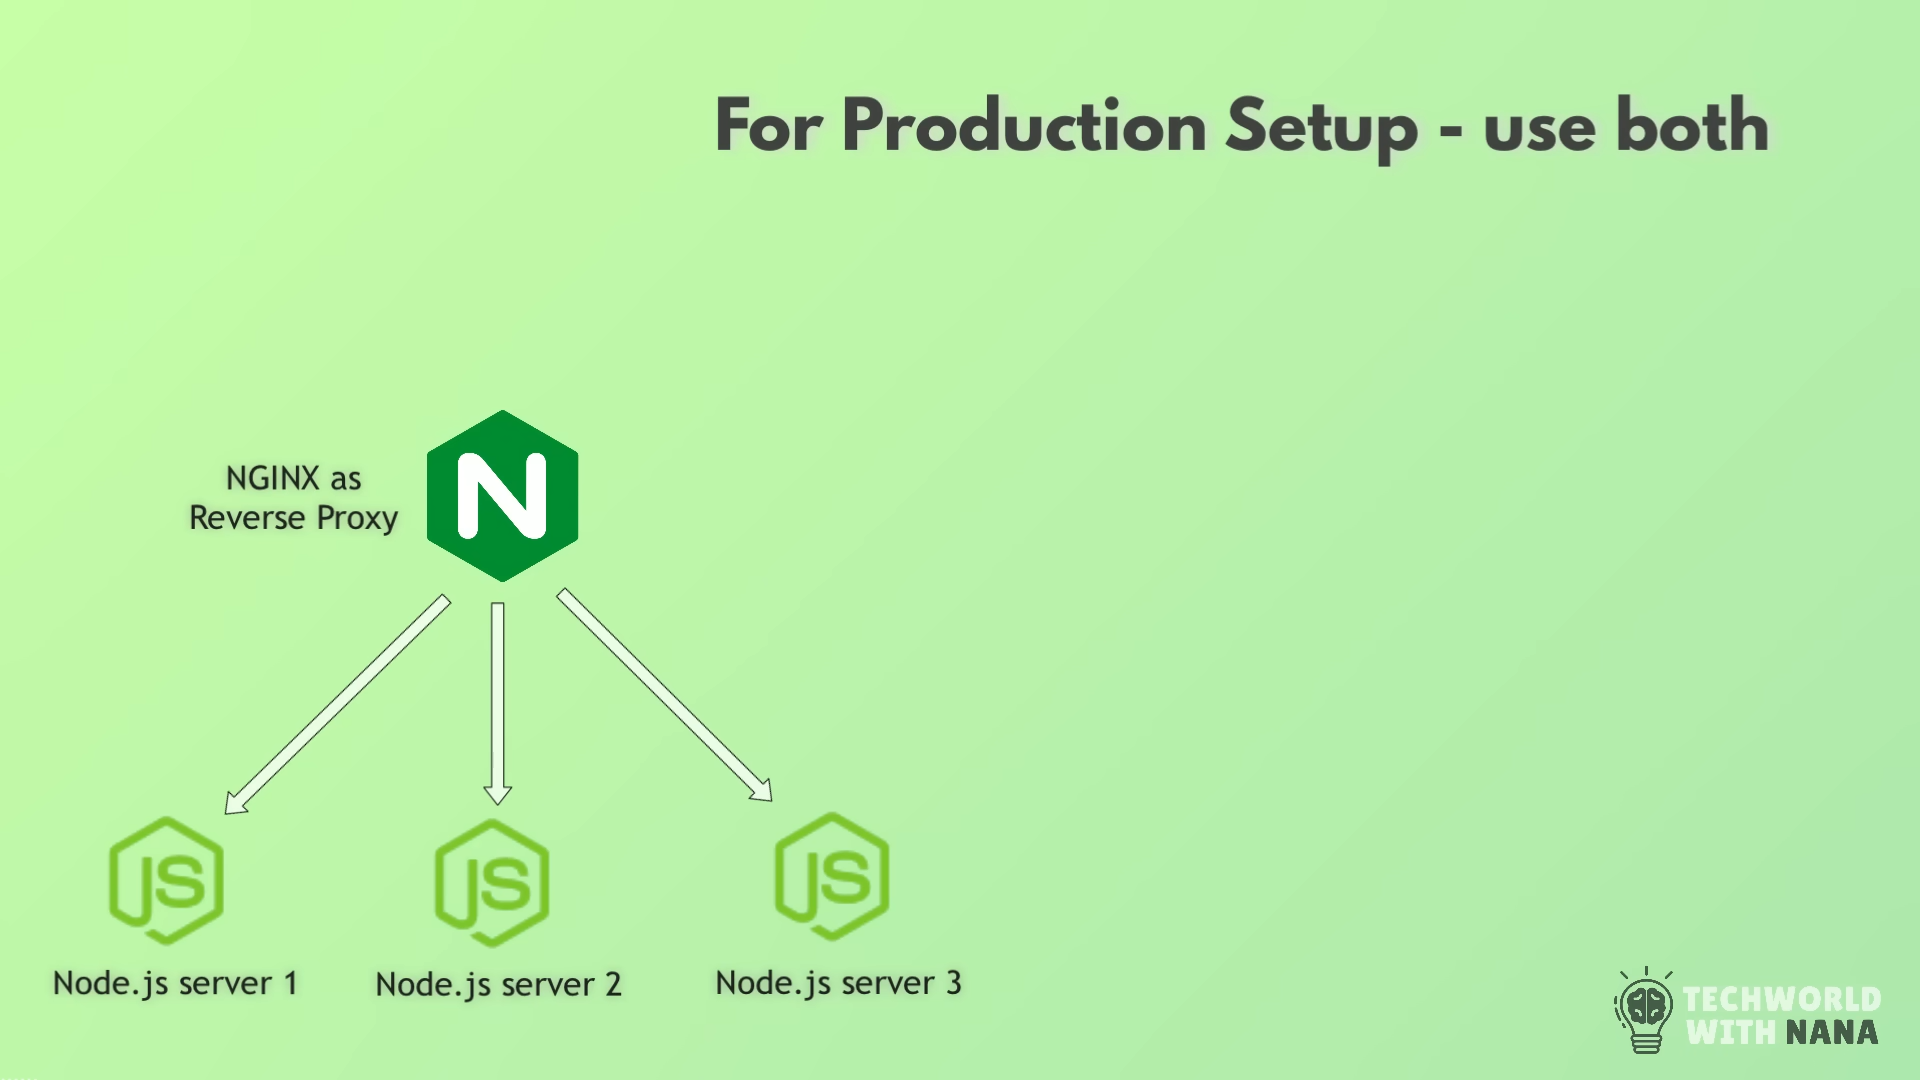 For Production Setup - use both
NGINX as
Reverse Proxy
N
JS
JS
JS
Node.js server 1
Node.js server 2
Node.js server 3
TECHWORLD
WITH NANA